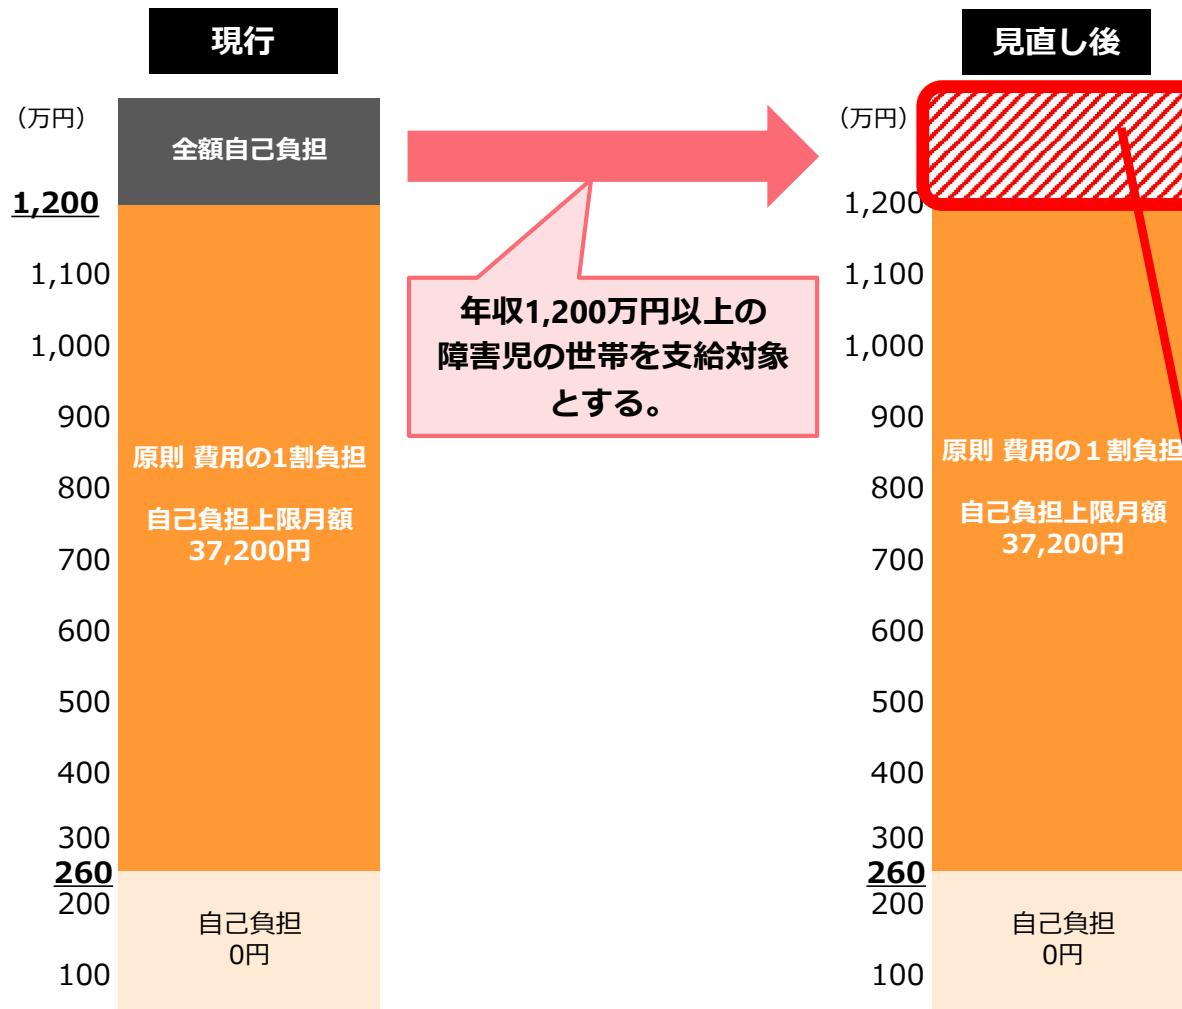 現行
(万円)
全額自己負担
1,200
1,100
1,000
900
800
700
600
500
400
300
260
200
100
原則 費用の1割負担
自己負担上限月額
37,200円
自己負担
0円
年収1,200万円以上の
障害児の世帯を支給対象
とする。
見直し後
(万円)
1,200
1,100
1,000
900
800
700
600
500
400
300
260
200
100
原則 費用の１割負担
自己負担上限月額
37,200円
自己負担
0円